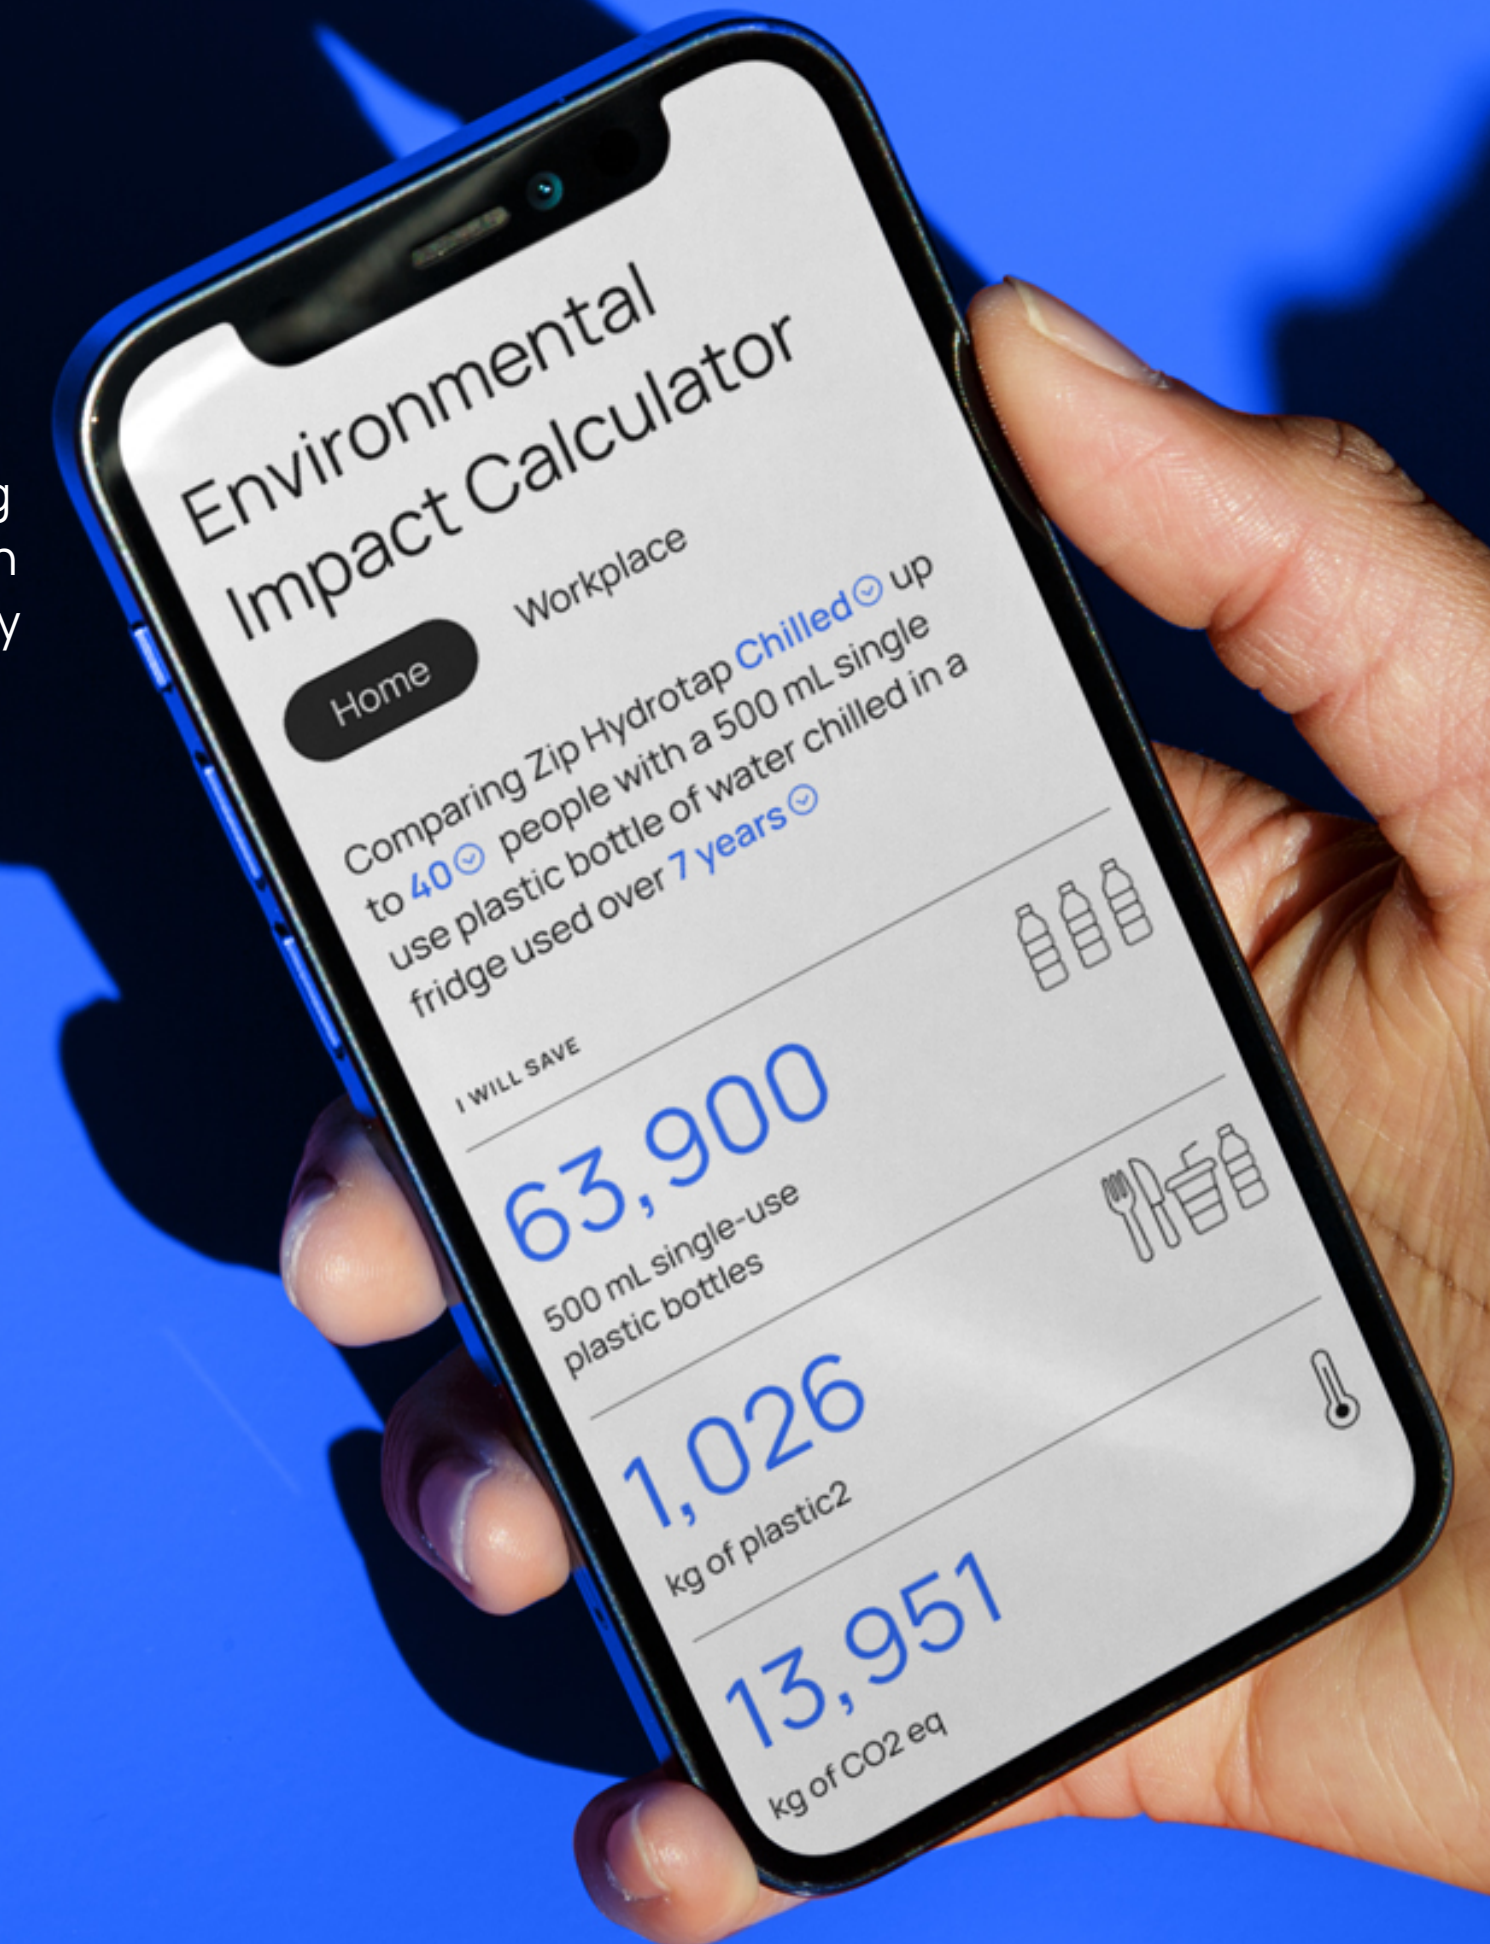 g
n
y
Environmental
Impact Calculator
Home
Workplace
Comparing Zip Hydrotap Chilled up
to 40 people with a 500 mL single
use plastic bottle of water chilled in a
fridge used over 7 years
I WILL SAVE
63,900
500 mL single-use
plastic bottles
1,026
kg of plastic2
13,951
kg of CO2 eq